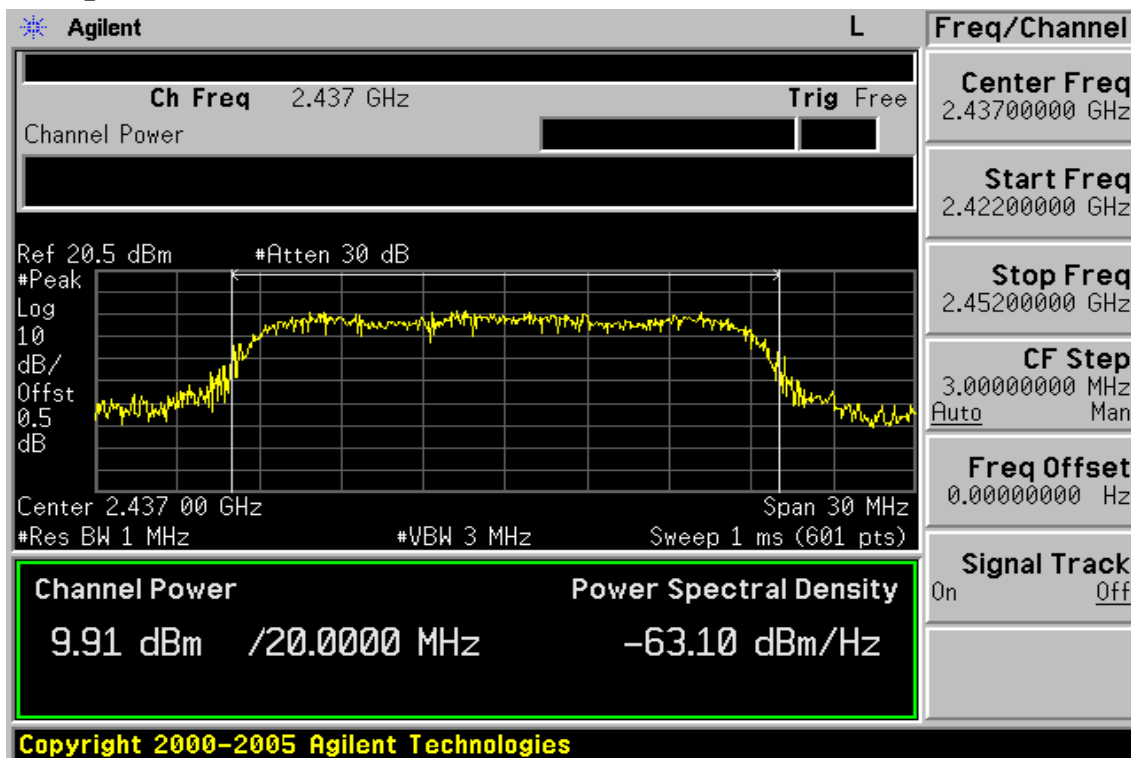 Agilent L Freq/Channel
Ch Freq 2.437 GHz Trig Free
Channel Power
Center Freq
2.43700000 GHz
Start Freq
2.42200000 GHz
Ref 20.5 dBm #Atten 30 dB
#Peak
Log
10
dB/
Offst
0.5
dB
Stop Freq
2.45200000 GHz
CF Step
3.00000000 MHz
Auto Man
Freq Offset
0.00000000 Hz
Center 2.437 00 GHz Span 30 MHz
#Res BW 1 MHz #VBW 3 MHz Sweep 1 ms (601 pts)
Signal Track
On Off
Channel Power Power Spectral Density
9.91 dBm /20.0000 MHz -63.10 dBm/Hz
Copyright 2000-2005 Agilent Technologies